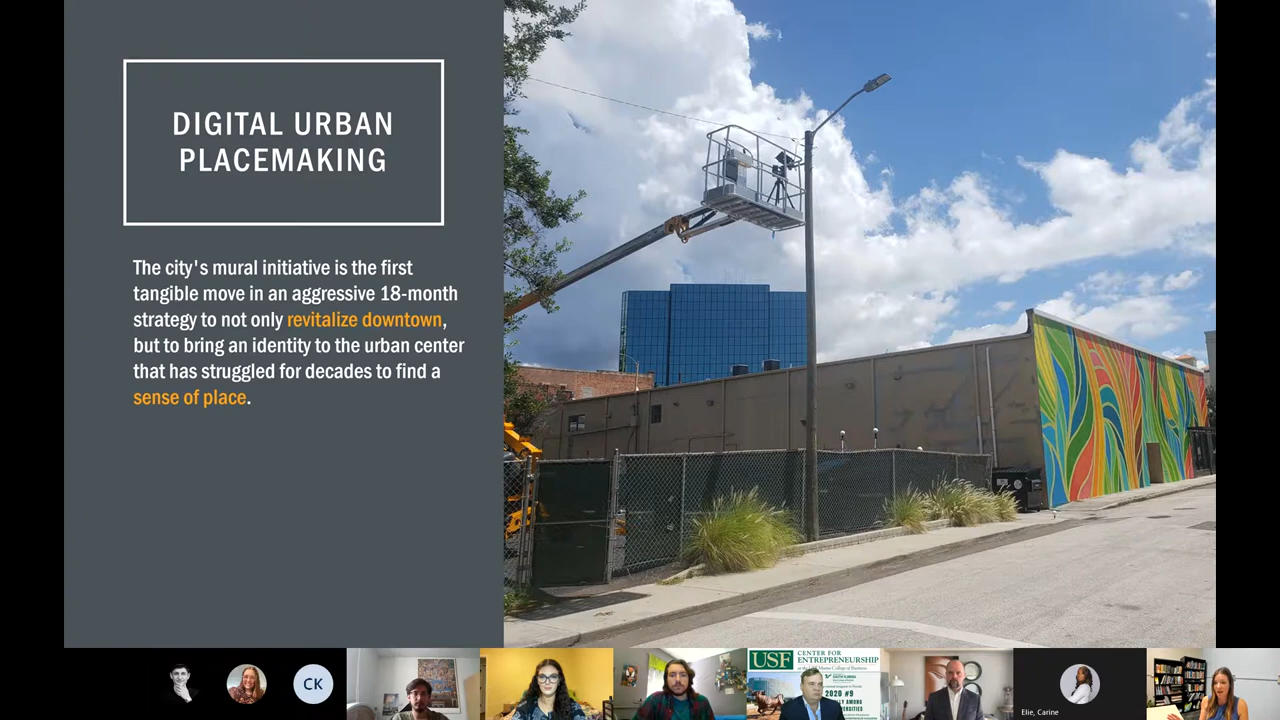 DIGITAL URBAN
PLACEMAKING
The city's mural initiative is the first
tangible move in an aggressive 18-month
strategy to not only revitalize downtown,
but to bring an identity to the urban center
that has struggled for decades to find a
sense of place.
CK
USF
CENTER FOR
ENTREPRENEURSHIP
2020 #9
Elie, Carine